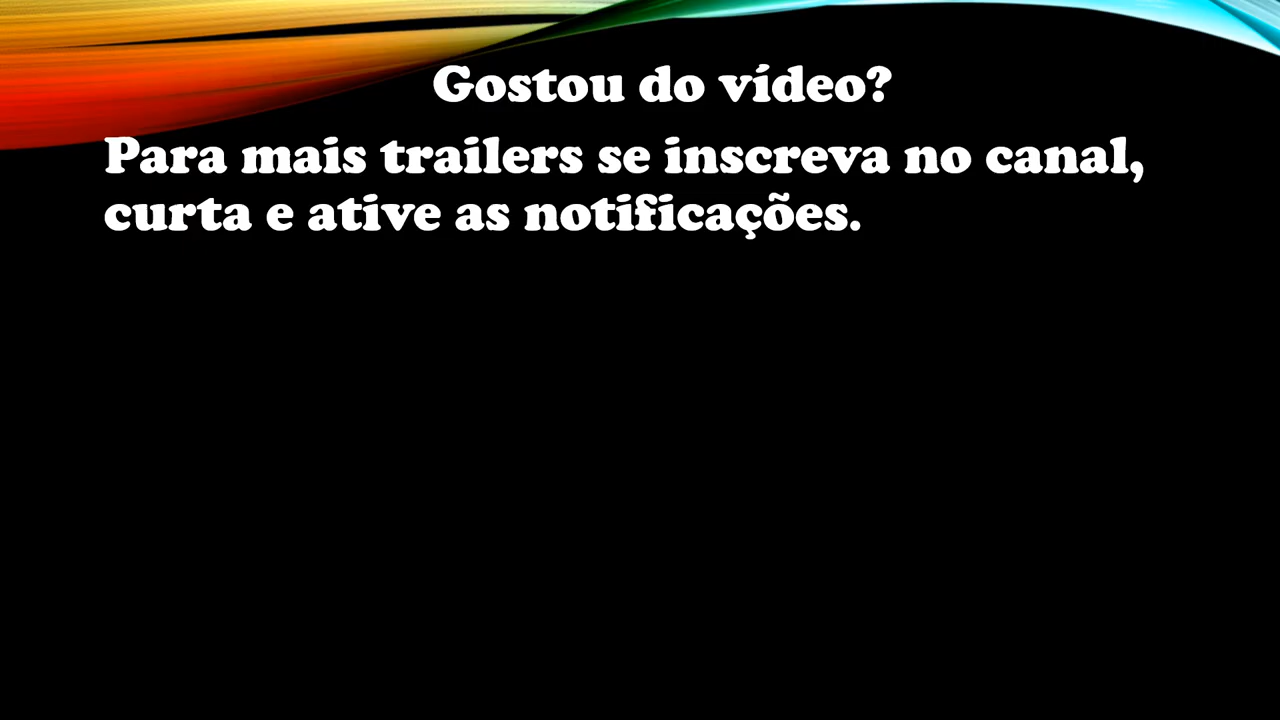 Gostou do vídeo?
Para mais trailers se inscreva no canal,
curta e ative as notificações.